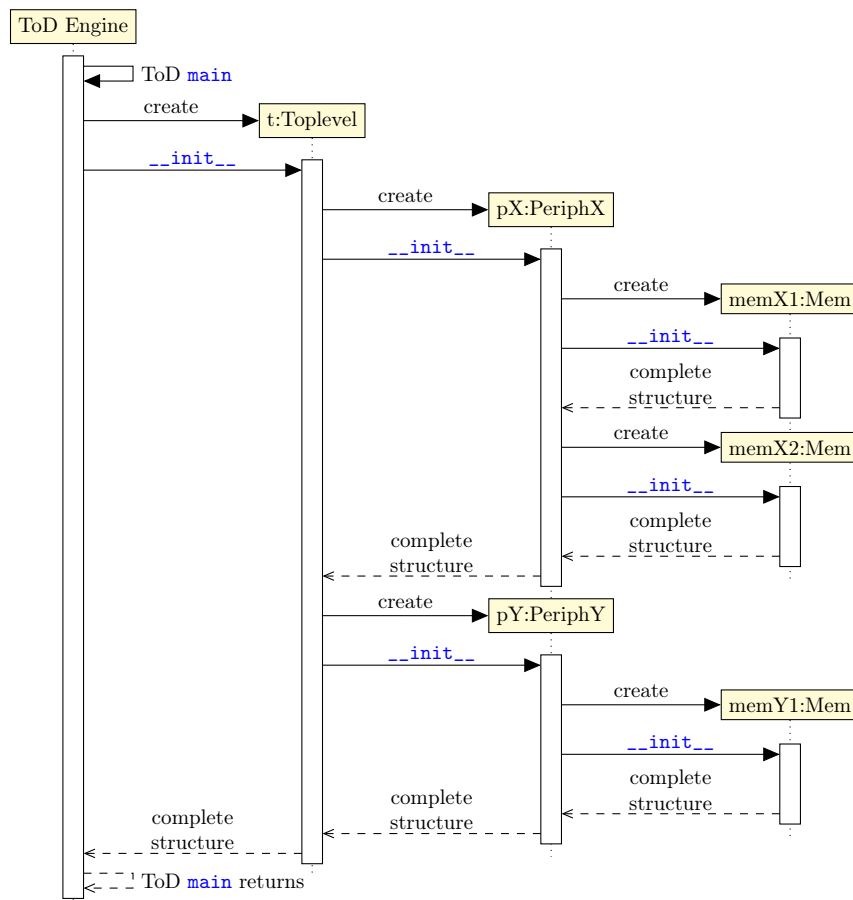 ToD Engine
ToD main
create
t:Toplevel
__init__
create
pX:PeriphX
__init__
create
memX1:Mem
__init__
complete
structure
create
memX2:Mem
__init__
complete
structure
complete
structure
create
pY:PeriphY
__init__
create
memY1:Mem
__init__
complete
structure
complete
structure
complete
structure
ToD main returns